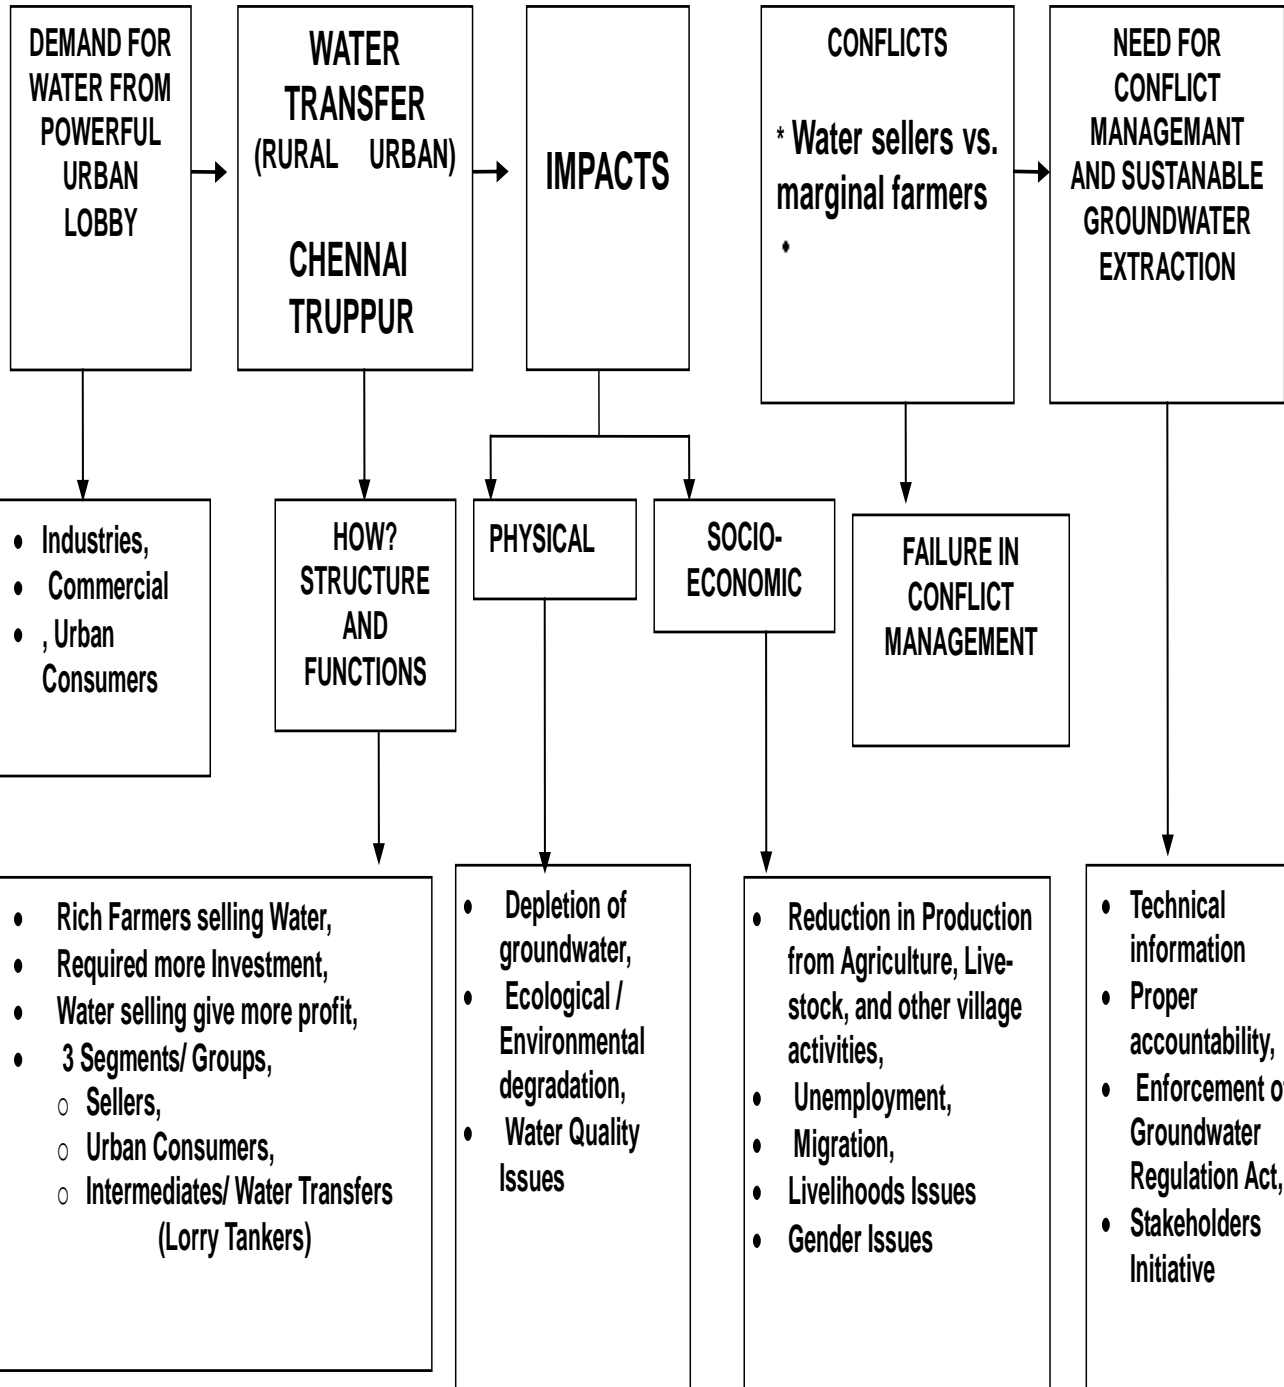 DEMAND FOR
WATER FROM
POWERFUL
URBAN
LOBBY
WATER
TRANSFER
(RURAL URBAN)
CHENNAI
TRUPPUR
IMPACTS
CONFLICTS
* Water sellers vs.
marginal farmers
•
NEED FOR
CONFLICT
MANAGEMANT
AND SUSTANABLE
GROUNDWATER
EXTRACTION
• Industries,
• Commercial
• , Urban
Consumers
HOW?
STRUCTURE
AND
FUNCTIONS
PHYSICAL
SOCIO-
ECONOMIC
FAILURE IN
CONFLICT
MANAGEMENT
• Rich Farmers selling Water,
• Required more Investment,
• Water selling give more profit,
• 3 Segments/ Groups,
○ Sellers,
○ Urban Consumers,
○ Intermediates/ Water Transfers
(Lorry Tankers)
• Depletion of
groundwater,
• Ecological /
Environmental
degradation,
• Water Quality
Issues
• Reduction in Production
from Agriculture, Live-
stock, and other village
activities,
• Unemployment,
• Migration,
• Livelihoods Issues
• Gender Issues
• Technical
information
• Proper
accountability,
• Enforcement of
Groundwater
Regulation Act,
• Stakeholders
Initiative